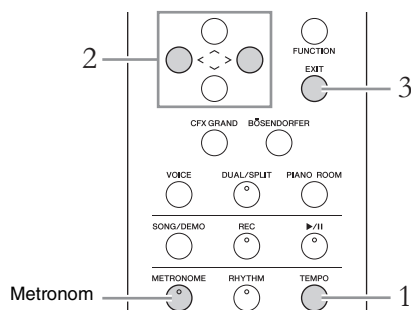 2
< >
FUNCTION
EXIT
3
CFX GRAND BÖSENDORFER
VOICE DUAL/SPLIT PIANO ROOM
SONG/DEMO REC ►/II
METRONOME RHYTHM TEMPO
Metronom
1